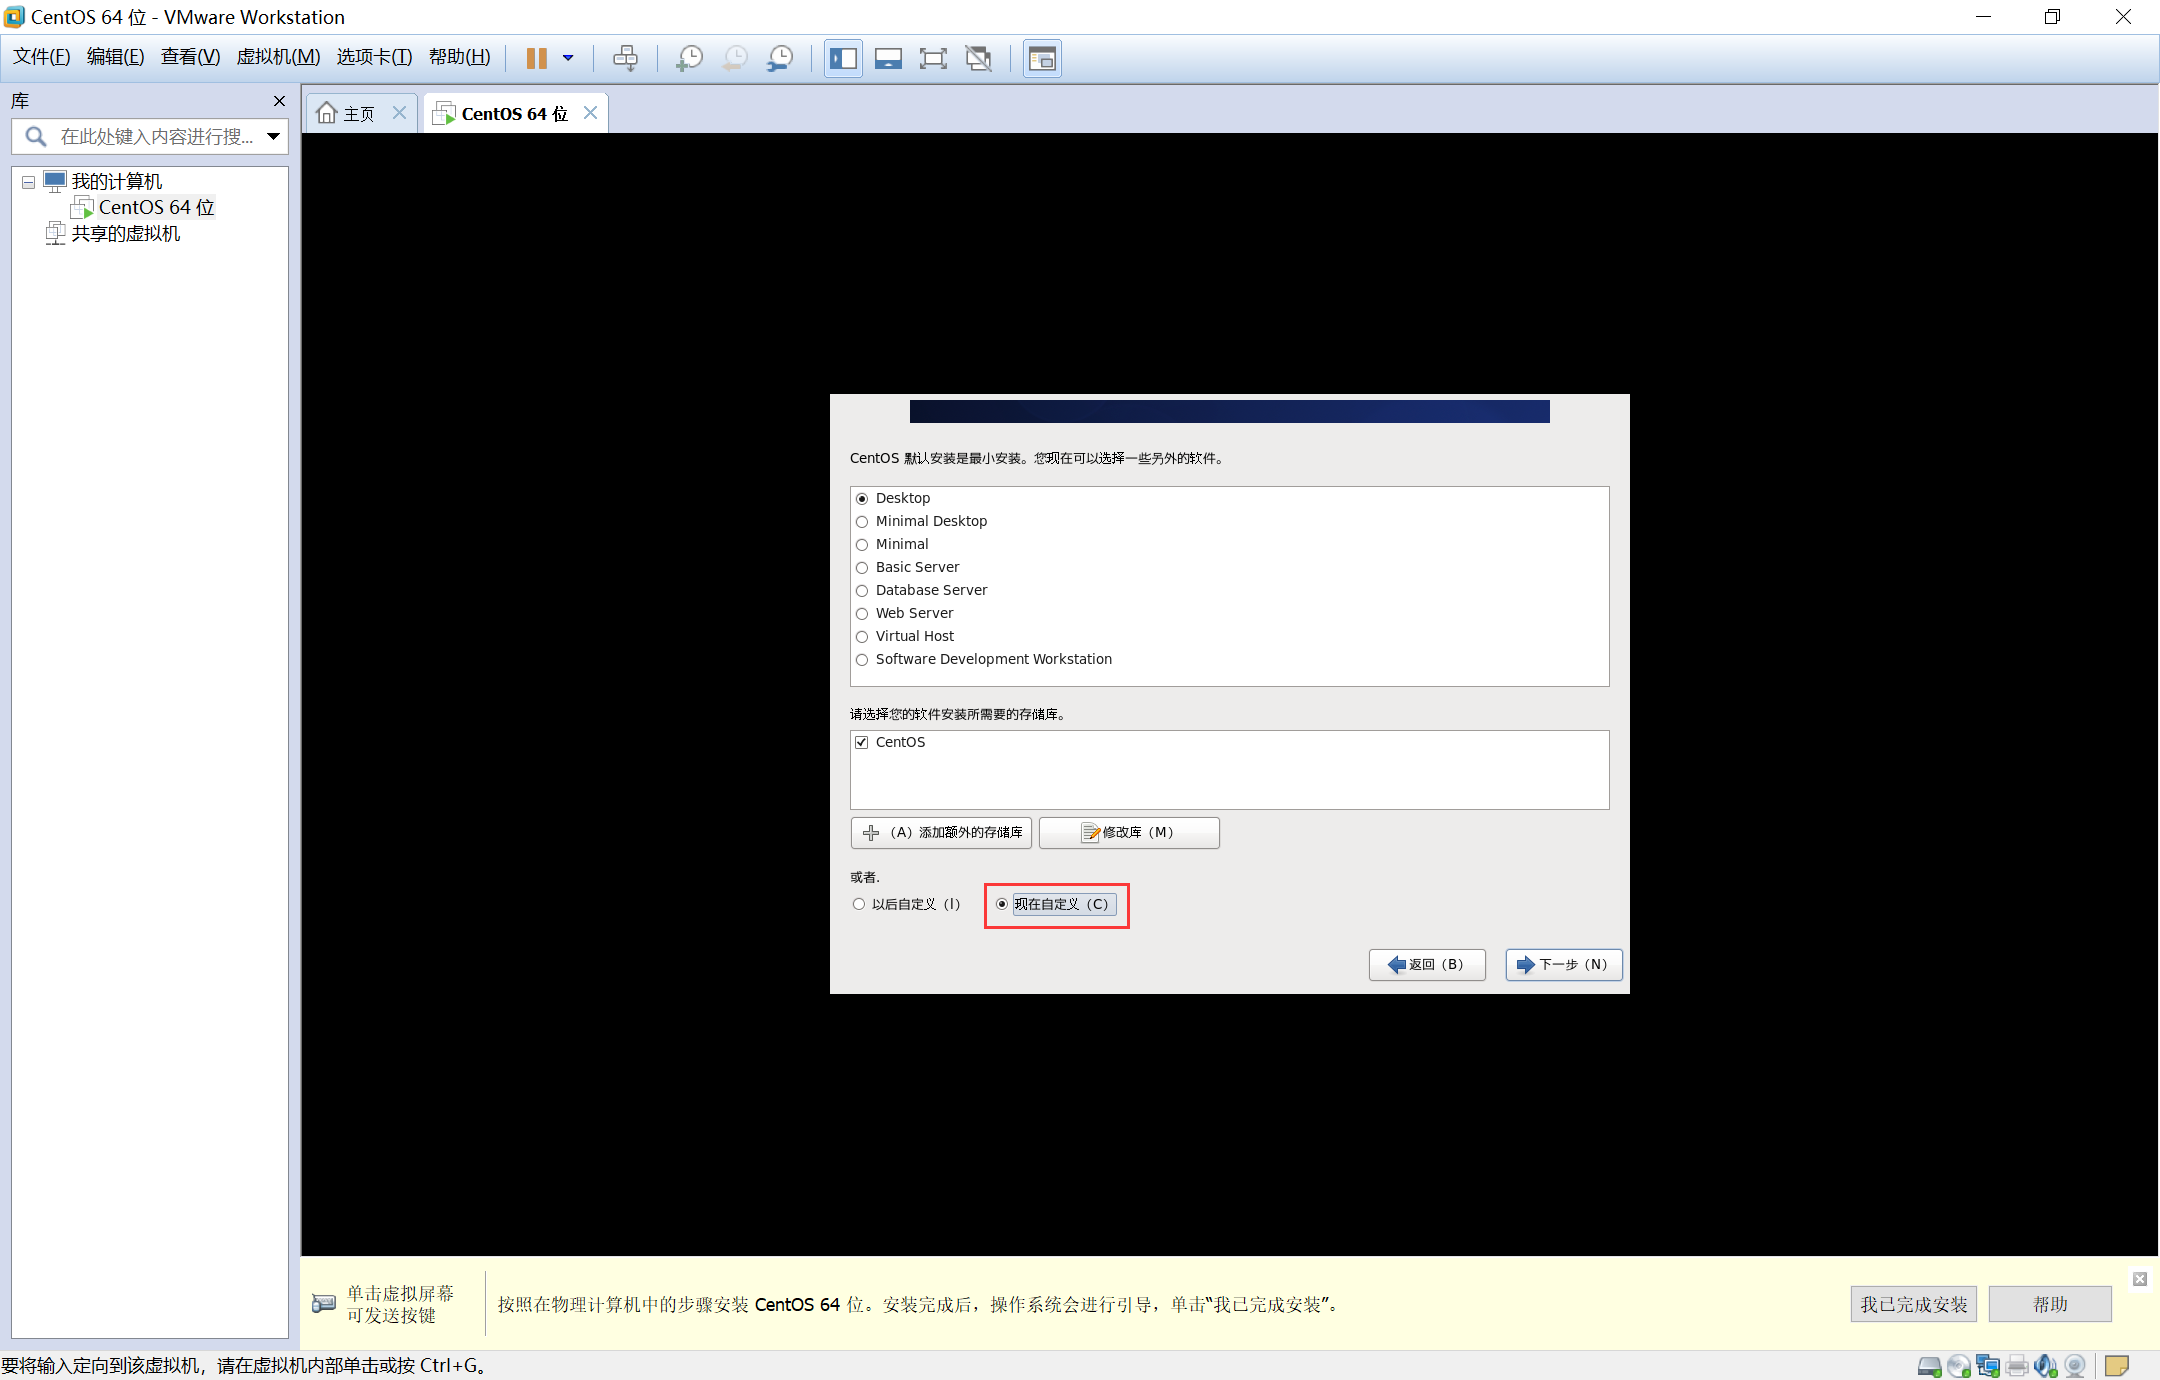 CentOS 64 位 - VMware Workstation
文件(F) 编辑(E) 查看(V) 虚拟机(M) 选项卡(T) 帮助(H)
库
在此处键入内容进行搜...
我的计算机
CentOS 64 位
共享的虚拟机
主页
CentOS 64 位
CentOS 默认安装是最小安装。您现在可以选择一些另外的软件。
Desktop
Minimal Desktop
Minimal
Basic Server
Database Server
Web Server
Virtual Host
Software Development Workstation
请选择您的软件安装所需要的存储库。
CentOS
（A）添加额外的存储库
修改库（M）
或者.
以后自定义（l）
现在自定义（C）
返回（B）
下一步（N）
单击虚拟屏幕
可发送按键
按照在物理计算机中的步骤安装 CentOS 64 位。安装完成后，操作系统会进行引导，单击“我已完成安装”。
我已完成安装
帮助
要将输入定向到该虚拟机，请在虚拟机内部单击或按 Ctrl+G。